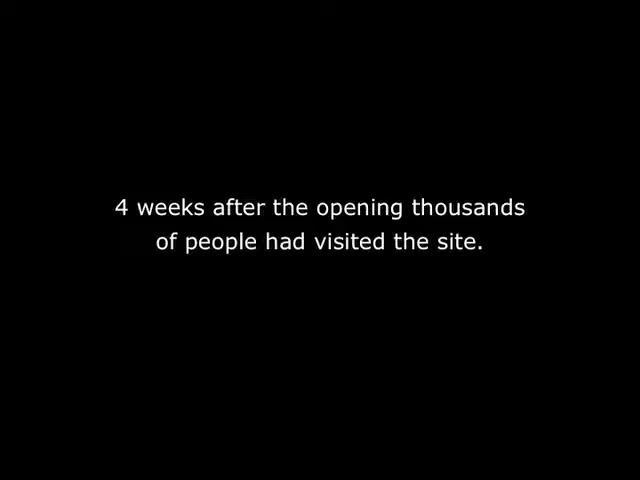 4 weeks after the opening thousands
of people had visited the site.